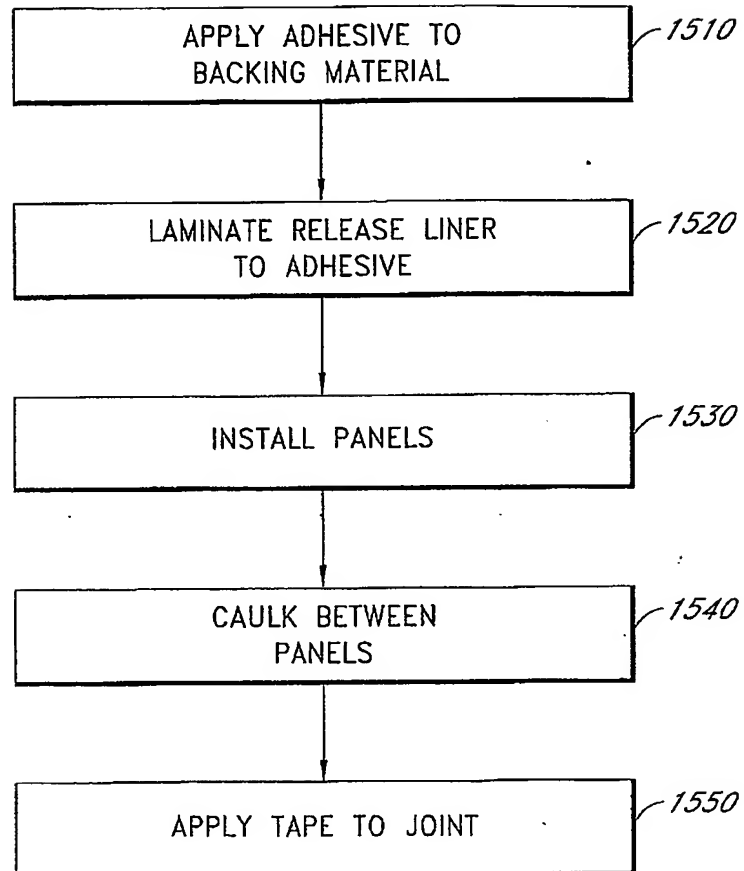 APPLY ADHESIVE TO
BACKING MATERIAL
1510
LAMINATE RELEASE LINER
TO ADHESIVE
1520
INSTALL PANELS
1530
CAULK BETWEEN
PANELS
1540
APPLY TAPE TO JOINT
1550